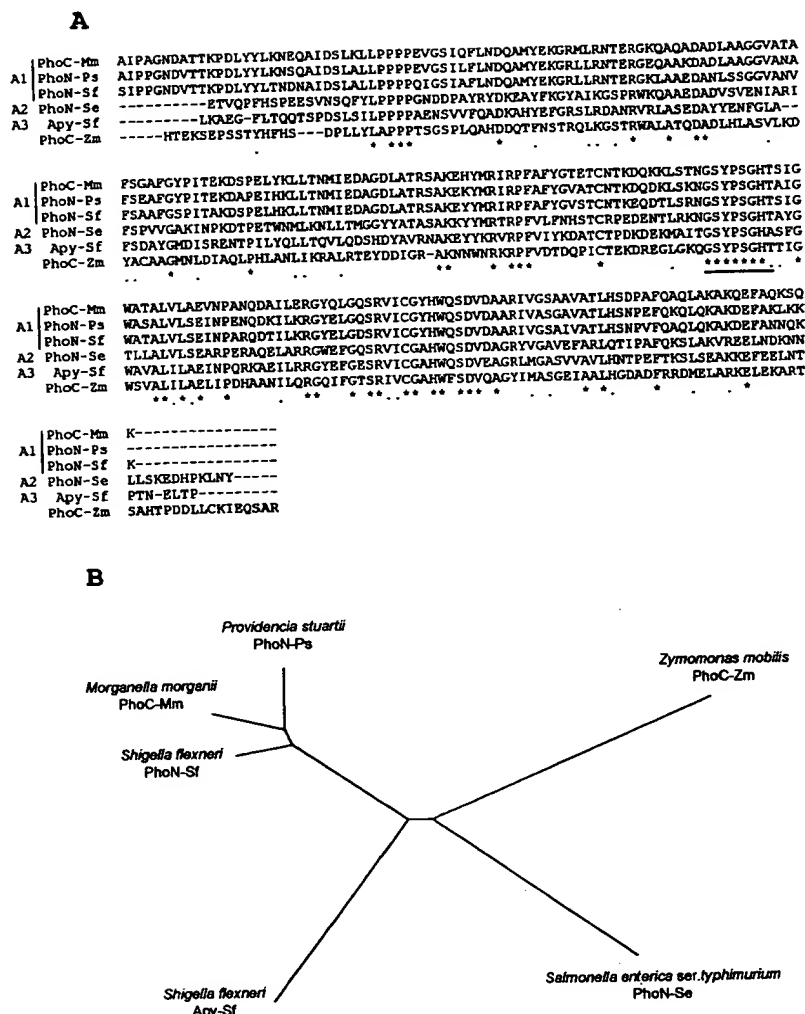 A
PhoC-Mm AIPAGNDATTKPDLYYLKNEQAIDSLKLLPPPPEVGSIQFLNDQAMYEKGRMLRNTERGKQAQADADLAAGGVATA
A1 PhoN-Ps AIPPGNDVTTKPDLYYLKNSQAIDSLALLPPPPEVGSILFLNDQAMYEKGRLLRNTERGEQAAKDADLAAGGVANA
PhoN-Sf SIPPGNDVTTKPDLYYLTNDNAIDSLALLPPPPQIGSIAFLNDQAMYEKGRLLRNTERGKLAAEDANLSSGGVANV
A2 PhoN-Se ---------ETVQPFHSPEESVNSQFYLPPPPGNDDPAYRYDKEAYFKGYAIKGSPRWKQAAEDADVSVENIARI
A3 Apy-Sf --------LKAEG-FLTQQTSPDSLSILPPPPAENSVVFQADKAHYEFGRSLRDANRVRLASEDAYYENFGLA--
PhoC-Zm -----HTEKSEPSSTYHFHS---DPLLYLAPPPTSGSPLQAHDDQTFNSTRQLKGSTRWALATQDADLHLASVLKD
PhoC-Mm FSGAFGYPITEKDSPELYKLLTNMIEDAGDLATRSAKEHYMRIRPFAFYGTETCNTKDQKKLSTNGSYPSGHTSIG
A1 PhoN-Ps FSEAFGYPITEKDAPEIHKLLTNMIEDAGDLATRSAKEKYMRIRPFAFYGVATCNTKDQDKLSKNGSYPSGHTAIG
PhoN-Sf FSAAFGSPITAKDSPELHKLLTNMIEDAGDLATRSAKEYYMRIRPFAFYGVSTCNTKEQDTLSRNGSYPSGHTAIG
A2 PhoN-Se FSPVVGAKINPKDTPETWNMLKNLLTMGGYYATASAKKYYMRTRPFVLFNHSTCRPEDENTLRKNGSYPSGHTAYG
A3 Apy-Sf FSDAYGMDISRENTPILYQLLTQVLQDSHDYAVRNAKEYYKRVRPFVIYKDATCTPDKDEKMAITGSYPSGHASFG
PhoC-Zm YACAAGMNLDIAQLPHLANLIKRALRTEYDDIGR-AKNNWNRKRPFVDTDQPICTEKDREGLGKQGSYPSGHTTIG
PhoC-Mm WATALVLAEVNPANQDAILERGYQLGQSRVICGYHWQSDVDAARIVGSAAVATLHSDPAFQAQLAKAKQEFAQKSQ
A1 PhoN-Ps WASALVLSEINPENQDKILKRGYELGQSRVICGYHWQSDVDAARIVASGAVATLHSNPEFQKQLQKAKDEFAKLKK
PhoN-Sf WATALVLSEINPARQDTILKRGYELGDSRVICGYHWQSDVDAARIVGSAIVATLHSNPVFQAQLQKAKDEFANNQK
A2 PhoN-Se TLLALVLSEARPERAQELARRGWEFGQSRVICGAHWQSDVDAGRYVGAVEFARLQTIPAFQKSLAKVREELNDKNN
A3 Apy-Sf WAVALILAEINPQRKAEILRRGYEFGESRVICGAHWQSDVEAGRLMGASVVAVLHNTPEFTKSLSEAKKEFEELNT
PhoC-Zm WSVALILAELIPDHAANILQRGQIFGTSRIVCGAHWFSDVQAGYIMASGEIAALHGDADFRRDMELARKELEKART
PhoC-Mm K-------------------
A1 PhoN-Ps --------------------
PhoN-Sf K-------------------
A2 PhoN-Se LLSKEDHPKLNY-----
A3 Apy-Sf PTN-ELTP---------
PhoC-Zm SAHTPDDLLCKIEQSAR
B
Providencia stuartii
PhoN-Ps
Zymomonas mobilis
PhoC-Zm
Morganella morganii
PhoC-Mm
Shigella flexneri
PhoN-Sf
Shigella flexneri
Apy-Sf
Salmonella enterica ser.typhimurium
PhoN-Se